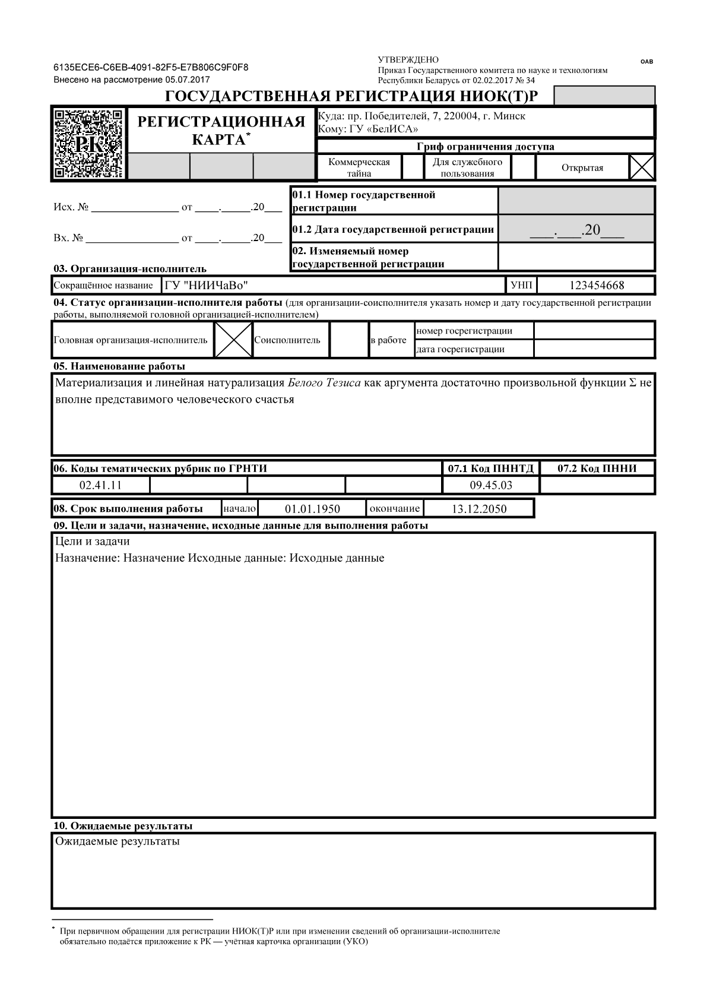 6135ECE6-C6EB-4091-82F5-E7B806C9F0F8
Внесено на рассмотрение 05.07.2017
УТВЕРЖДЕНО
Приказ Государственного комитета по науке и технологиям
Республики Беларусь от 02.02.2017 № 34
ОАВ
ГОСУДАРСТВЕННАЯ РЕГИСТРАЦИЯ НИОК(Т)Р
РК
РЕГИСТРАЦИОННАЯ
КАРТА*
Куда: пр. Победителей, 7, 220004, г. Минск
Кому: ГУ «БелИСА»
Гриф ограничения доступа
Коммерческая
тайна
Для служебного
пользования
Открытая
Исх. № ________________ от ____._____.20___
Вх. № _________________ от ____._____.20___
01.1 Номер государственной
регистрации
01.2 Дата государственной регистрации
___.___.20___
02. Изменяемый номер
государственной регистрации
03. Организация-исполнитель
Сокращённое название ГУ "НИИЧаВо" УНП 123454668
04. Статус организации-исполнителя работы (для организации-соисполнителя указать номер и дату государственной регистрации
работы, выполняемой головной организацией-исполнителем)
Головная организация-исполнитель
Соисполнитель
в работе
номер госрегистрации
дата госрегистрации
05. Наименование работы
Материализация и линейная натурализация Белого Тезиса как аргумента достаточно произвольной функции Σ не
вполне представимого человеческого счастья
06. Коды тематических рубрик по ГРНТИ 07.1 Код ПННТД 07.2 Код ПННИ
02.41.11 09.45.03
08. Срок выполнения работы начало 01.01.1950 окончание 13.12.2050
09. Цели и задачи, назначение, исходные данные для выполнения работы
Цели и задачи
Назначение: Назначение Исходные данные: Исходные данные
10. Ожидаемые результаты
Ожидаемые результаты
* При первичном обращении для регистрации НИОК(Т)Р или при изменении сведений об организации-исполнителе
обязательно подаётся приложение к РК — учётная карточка организации (УКО)